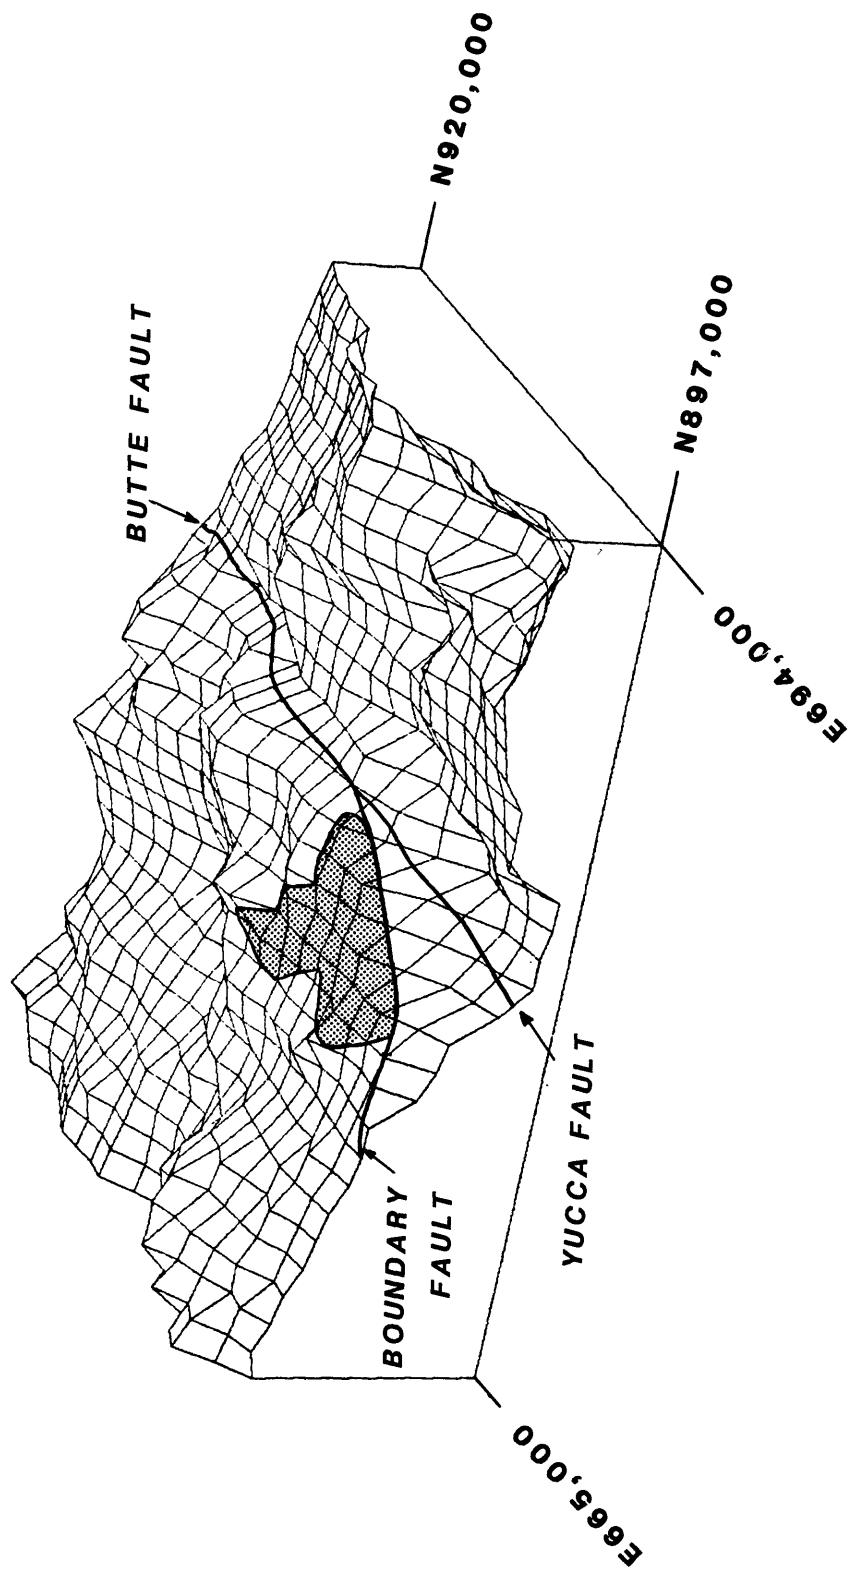 BUTTE FAULT
N920,000
N897,000
E694,000
YUCCA FAULT
BOUNDARY
FAULT
E665,000